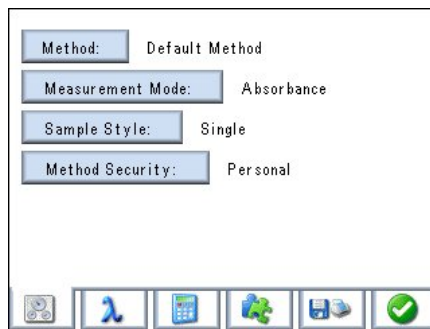 Method: Default Method
Measurement Mode: Absorbance
Sample Style: Single
Method Security: Personal
λ